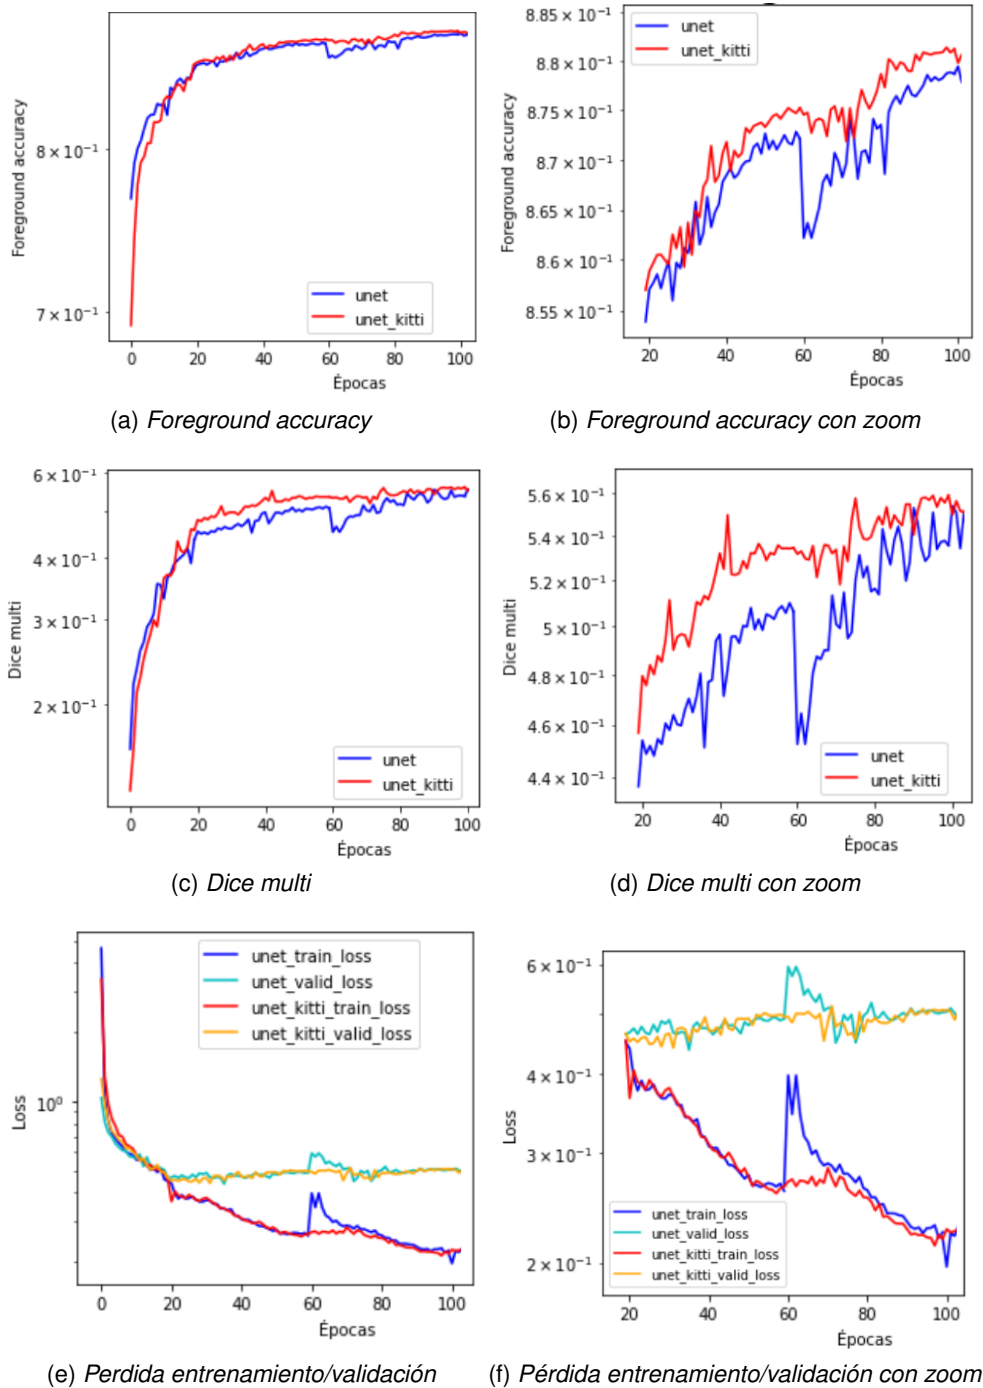 8 × 10⁻¹
7 × 10⁻¹
Foreground accuracy
unet
unet_kitti
0 20 40 60 80 100
Épocas
(a) Foreground accuracy
8.85 × 10⁻¹
8.8 × 10⁻¹
8.75 × 10⁻¹
8.7 × 10⁻¹
8.65 × 10⁻¹
8.6 × 10⁻¹
8.55 × 10⁻¹
Foreground accuracy
unet
unet_kitti
20 40 60 80 100
Épocas
(b) Foreground accuracy con zoom
6 × 10⁻¹
4 × 10⁻¹
3 × 10⁻¹
2 × 10⁻¹
Dice multi
unet
unet_kitti
0 20 40 60 80 100
Épocas
(c) Dice multi
5.6 × 10⁻¹
5.4 × 10⁻¹
5.2 × 10⁻¹
5 × 10⁻¹
4.8 × 10⁻¹
4.6 × 10⁻¹
4.4 × 10⁻¹
Dice multi
unet
unet_kitti
20 40 60 80 100
Épocas
(d) Dice multi con zoom
10⁰
Loss
unet_train_loss
unet_valid_loss
unet_kitti_train_loss
unet_kitti_valid_loss
0 20 40 60 80 100
Épocas
(e) Perdida entrenamiento/validación
6 × 10⁻¹
4 × 10⁻¹
3 × 10⁻¹
2 × 10⁻¹
Loss
unet_train_loss
unet_valid_loss
unet_kitti_train_loss
unet_kitti_valid_loss
20 40 60 80 100
Épocas
(f) Pérdida entrenamiento/validación con zoom